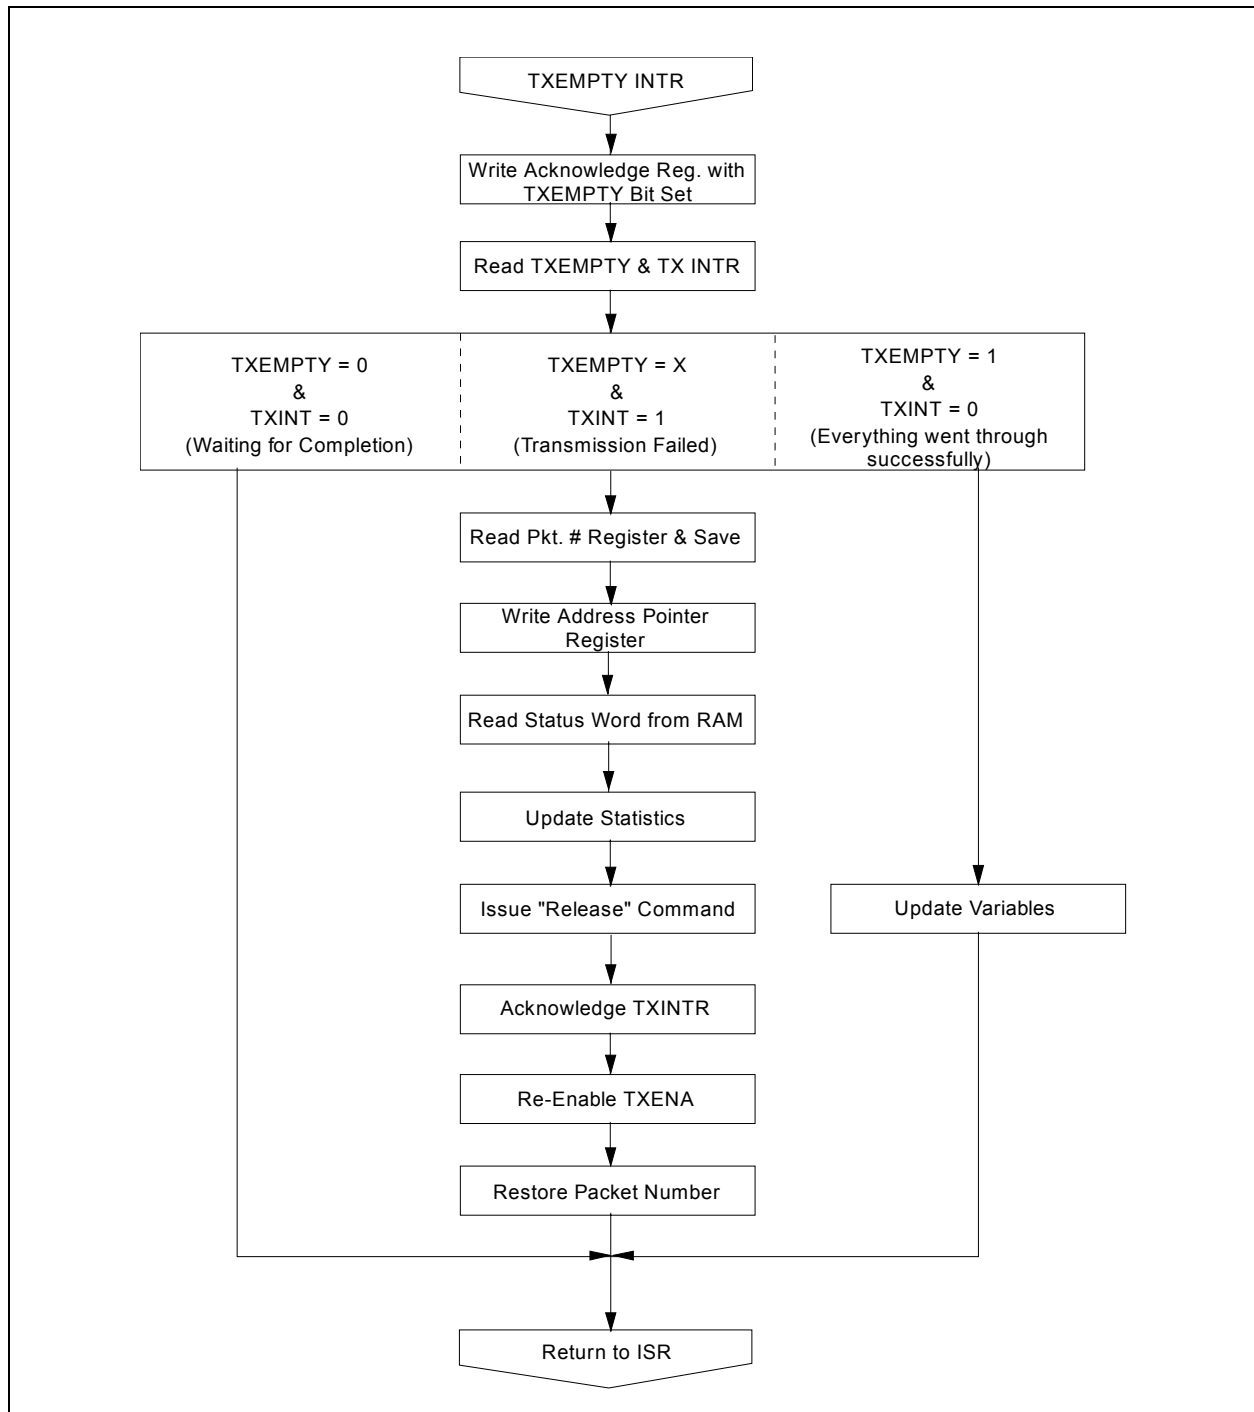 TXEMPTY INTR
Write Acknowledge Reg. with
TXEMPTY Bit Set
Read TXEMPTY & TX INTR
TXEMPTY = 0
&
TXINT = 0
(Waiting for Completion)
TXEMPTY = X
&
TXINT = 1
(Transmission Failed)
TXEMPTY = 1
&
TXINT = 0
(Everything went through
successfully)
Read Pkt. # Register & Save
Write Address Pointer
Register
Read Status Word from RAM
Update Statistics
Issue "Release" Command
Update Variables
Acknowledge TXINTR
Re-Enable TXENA
Restore Packet Number
Return to ISR